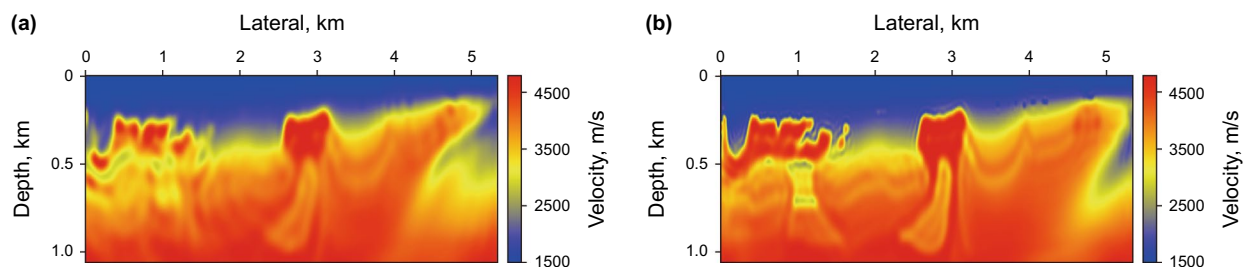 (a)
Lateral, km
0 1 2 3 4 5
0
0.5
1.0
Depth, km
4500
3500
2500
1500
Velocity, m/s
(b)
Lateral, km
0 1 2 3 4 5
0
0.5
1.0
Depth, km
4500
3500
2500
1500
Velocity, m/s